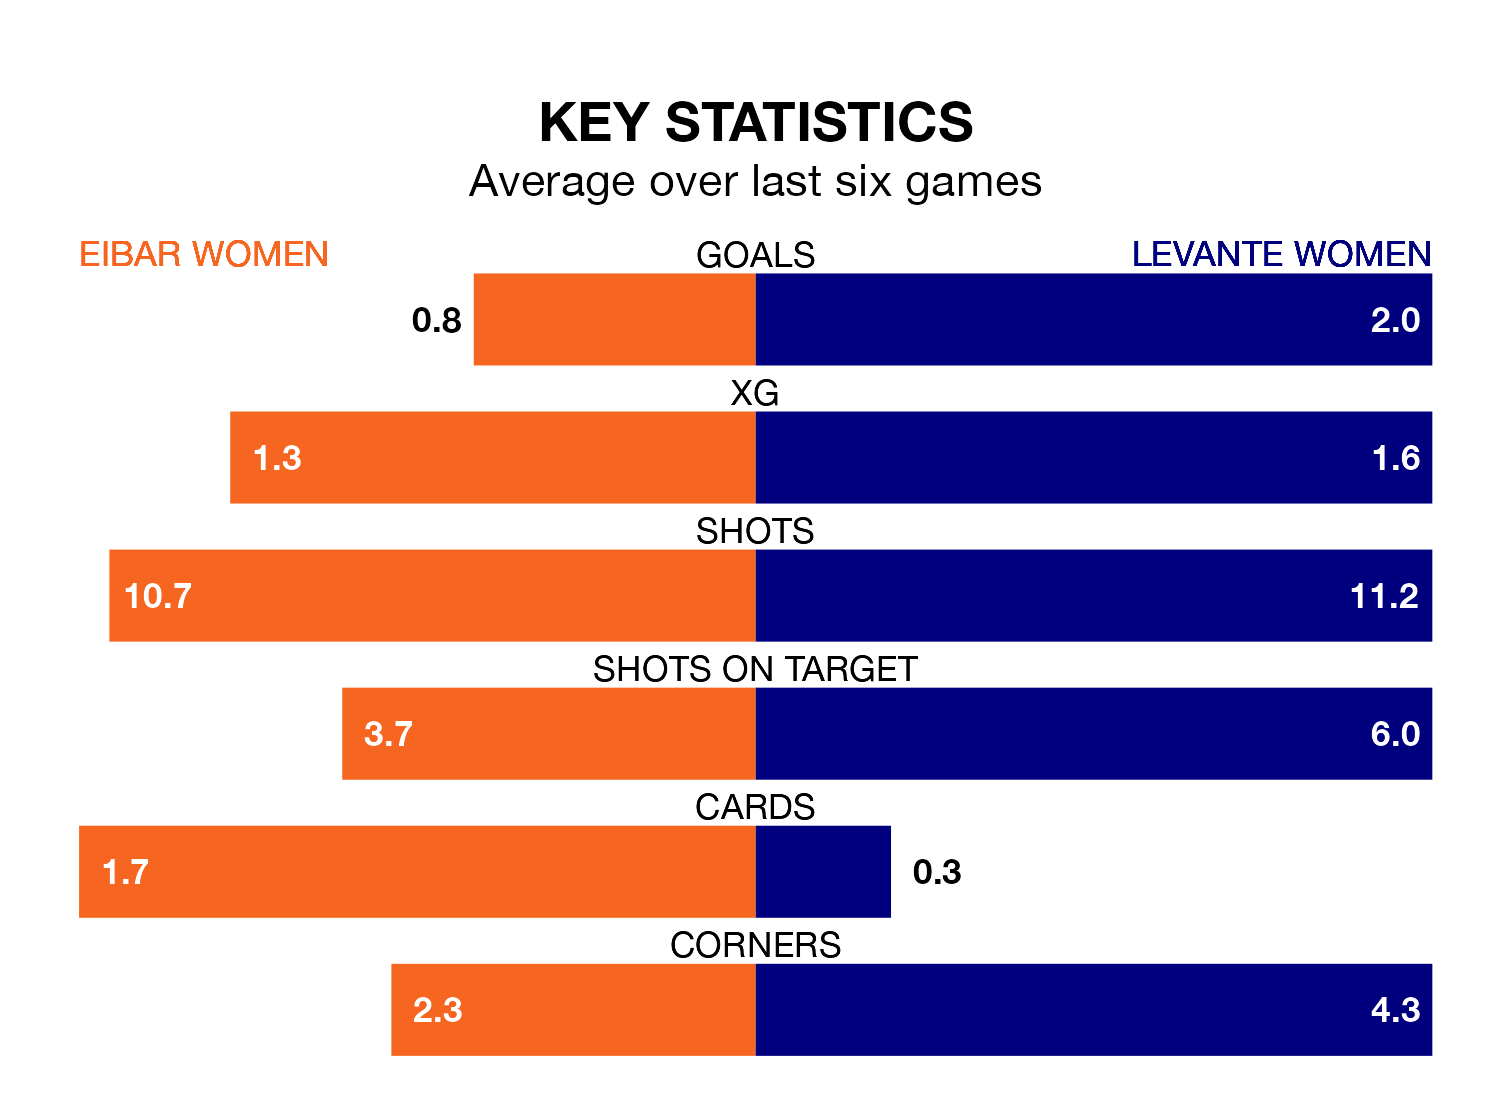 KEY STATISTICS
Average over last six games
EIBAR WOMEN GOALS LEVANTE WOMEN
0.8 2.0
XG
1.3 1.6
SHOTS
10.7 11.2
SHOTS ON TARGET
3.7 6.0
CARDS
1.7 0.3
CORNERS
2.3 4.3